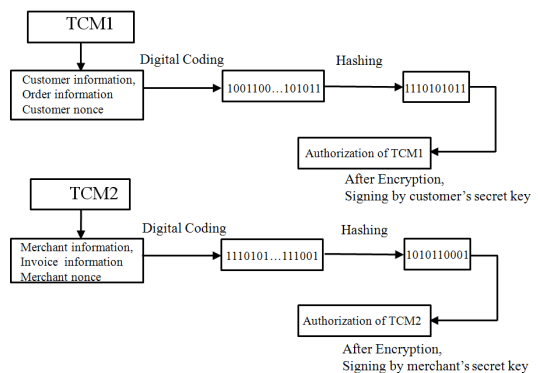 TCM1
Digital Coding
Hashing
Customer information,
Order information
Customer nonce
1001100…101011
1110101011
Authorization of TCM1
After Encryption,
Signing by customer's secret key
TCM2
Digital Coding
Hashing
Merchant information,
Invoice information
Merchant nonce
1110101…111001
1010110001
Authorization of TCM2
After Encryption,
Signing by merchant's secret key